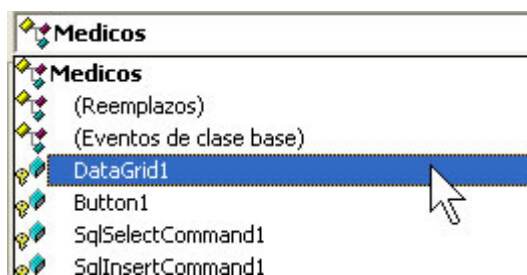 Medicos
Medicos
(Reemplazos)
(Eventos de clase base)
DataGrid1
Button1
SqlSelectCommand1
SqlInsertCommand1